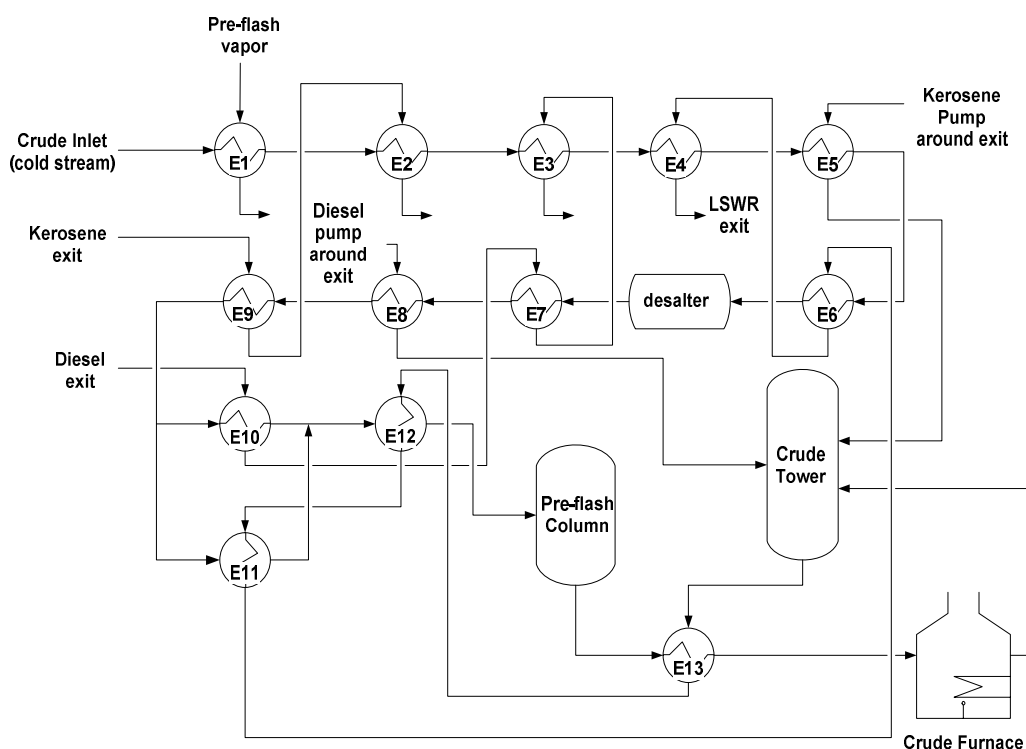 Pre-flash
vapor
Crude Inlet
(cold stream)
E1
E2
E3
E4
E5
Kerosene
Pump
around exit
LSWR
exit
Kerosene
exit
Diesel
pump
around
exit
E9
E8
E7
desalter
E6
Diesel
exit
E10
E12
Crude
Tower
Pre-flash
Column
E11
E13
Crude Furnace